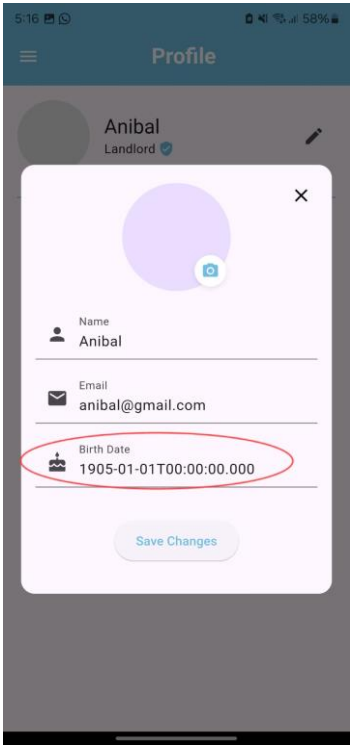 5:16 58%
Profile
Anibal
Landlord
Name
Anibal
Email
anibal@gmail.com
Birth Date
1905-01-01T00:00:00.000
Save Changes